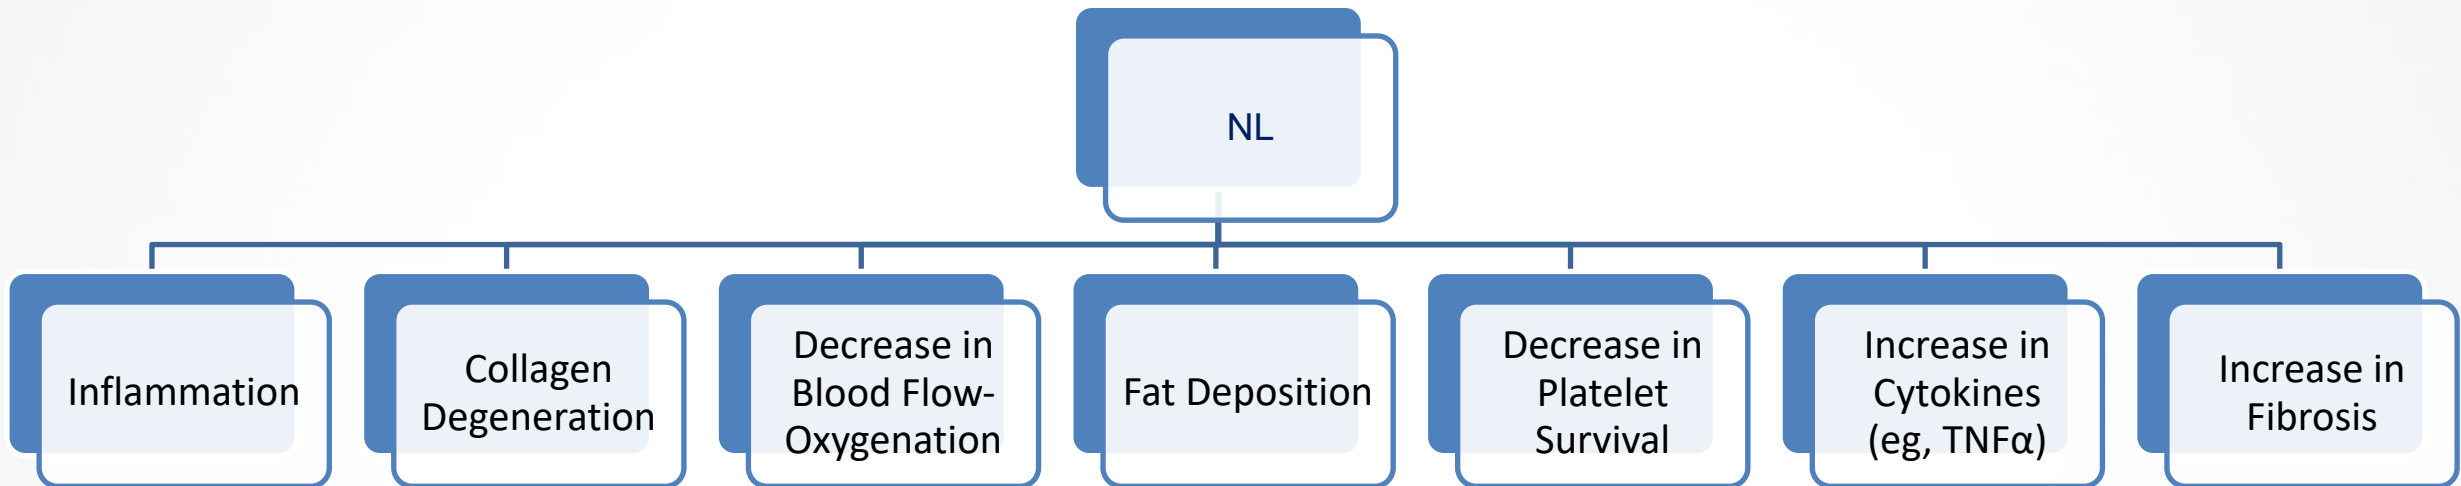 NL
Inflammation
Collagen
Degeneration
Decrease in
Blood Flow-
Oxygenation
Fat Deposition
Decrease in
Platelet
Survival
Increase in
Cytokines
(eg, TNFα)
Increase in
Fibrosis